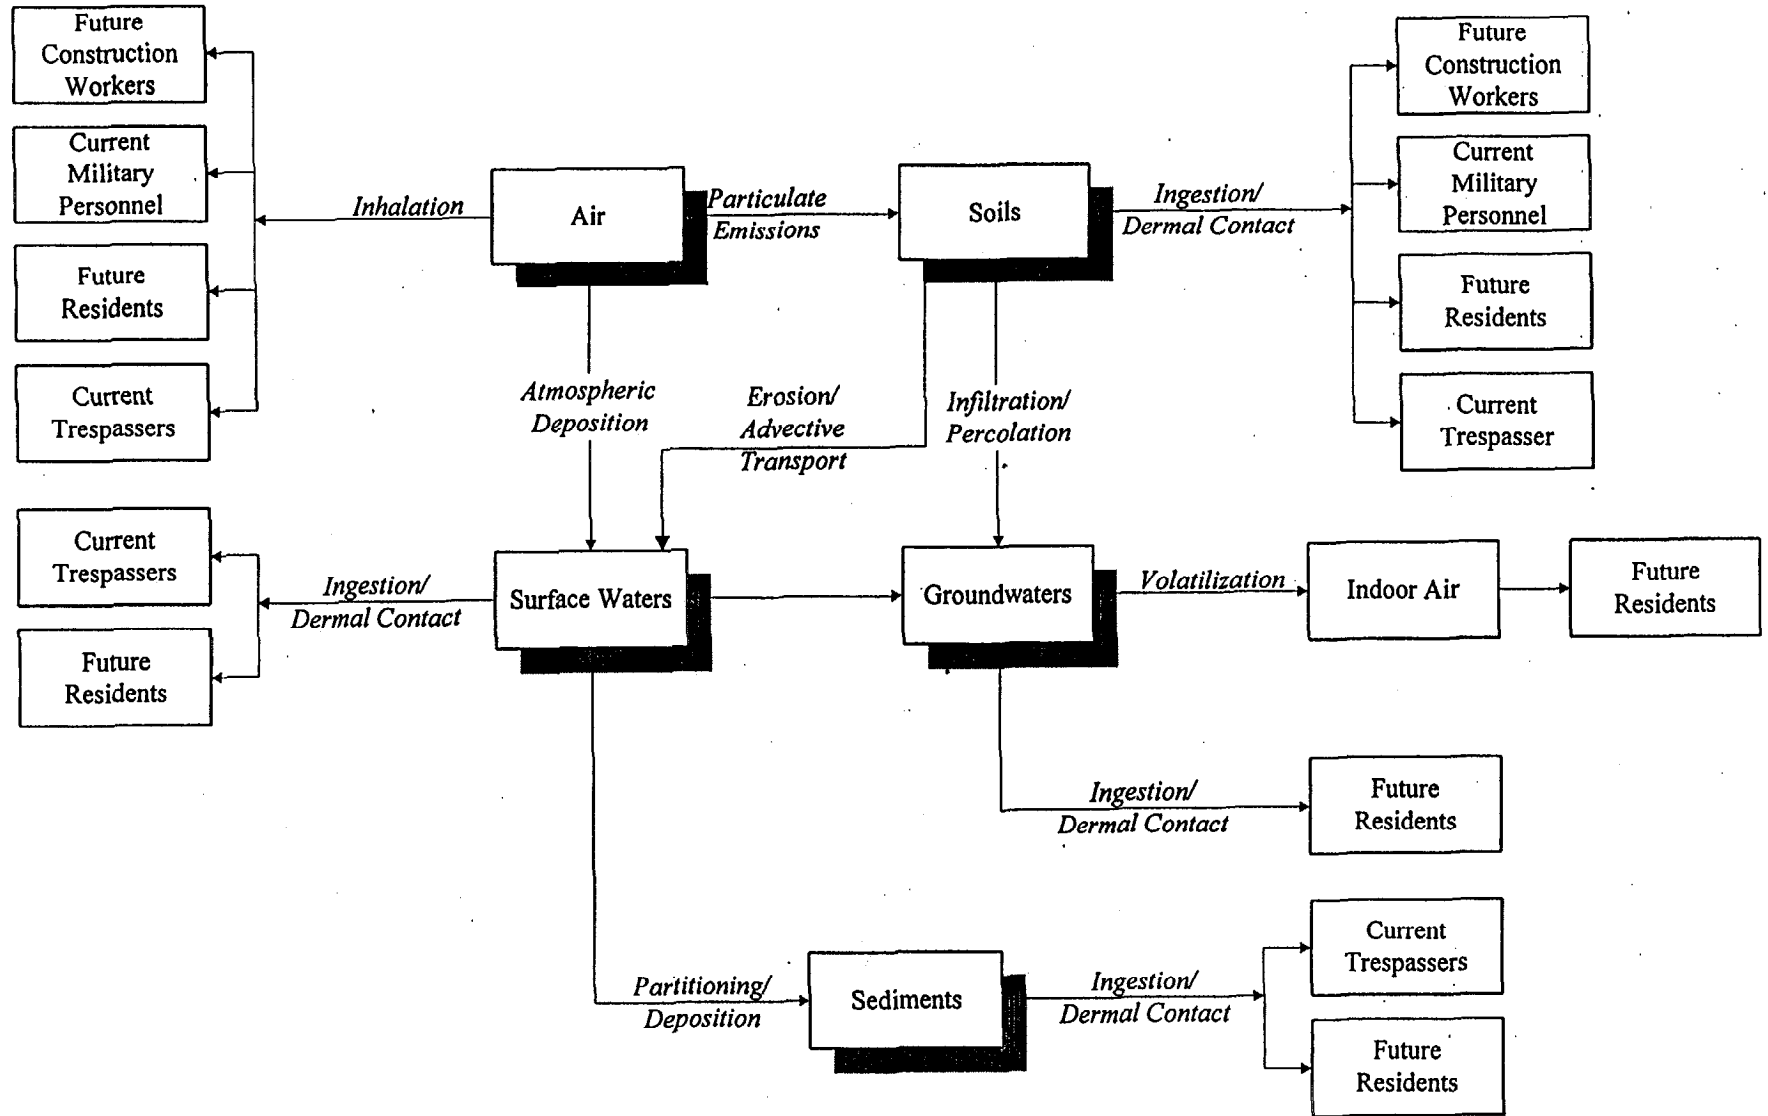 Future
Construction
Workers
Current
Military
Personnel
Future
Residents
Current
Trespassers
Inhalation
Air
Particulate
Emissions
Soils
Ingestion/
Dermal Contact
Future
Construction
Workers
Current
Military
Personnel
Future
Residents
Current
Trespasser
Atmospheric
Deposition
Erosion/
Advective
Transport
Infiltration/
Percolation
Current
Trespassers
Future
Residents
Ingestion/
Dermal Contact
Surface Waters
Groundwaters
Volatilization
Indoor Air
Future
Residents
Ingestion/
Dermal Contact
Future
Residents
Partitioning/
Deposition
Sediments
Ingestion/
Dermal Contact
Current
Trespassers
Future
Residents